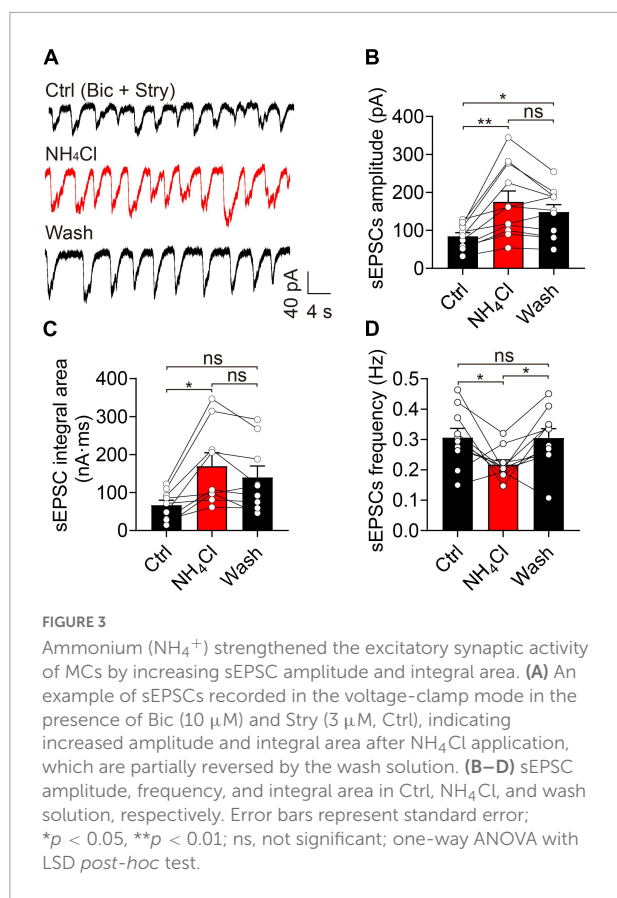 A
Ctrl (Bic + Stry)
NH₄Cl
Wash
40 pA
4 s
B
sEPSCs amplitude (pA)
400
300
200
100
0
*
**
ns
Ctrl
NH₄Cl
Wash
C
sEPSC integral area
(nA·ms)
400
300
200
100
0
ns
*
ns
Ctrl
NH₄Cl
Wash
D
sEPSCs frequency (Hz)
0.5
0.4
0.3
0.2
0.1
0.0
ns
*
*
Ctrl
NH₄Cl
Wash
FIGURE 3
Ammonium (NH₄⁺) strengthened the excitatory synaptic activity
of MCs by increasing sEPSC amplitude and integral area. (A) An
example of sEPSCs recorded in the voltage-clamp mode in the
presence of Bic (10 μM) and Stry (3 μM, Ctrl), indicating
increased amplitude and integral area after NH₄Cl application,
which are partially reversed by the wash solution. (B–D) sEPSC
amplitude, frequency, and integral area in Ctrl, NH₄Cl, and wash
solution, respectively. Error bars represent standard error;
*p < 0.05, **p < 0.01; ns, not significant; one-way ANOVA with
LSD post-hoc test.